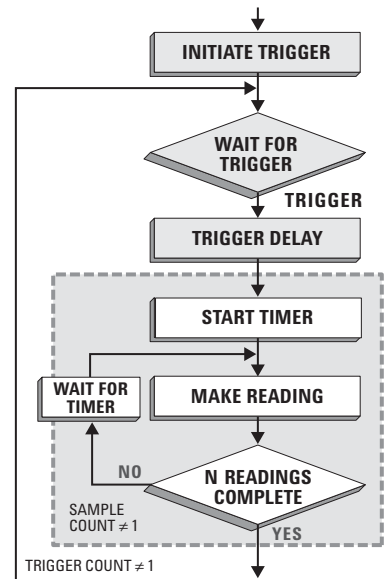 INITIATE TRIGGER
WAIT FOR
TRIGGER
TRIGGER
TRIGGER DELAY
START TIMER
WAIT FOR
TIMER
MAKE READING
NO
N READINGS
COMPLETE
SAMPLE
COUNT ≠ 1
YES
TRIGGER COUNT ≠ 1